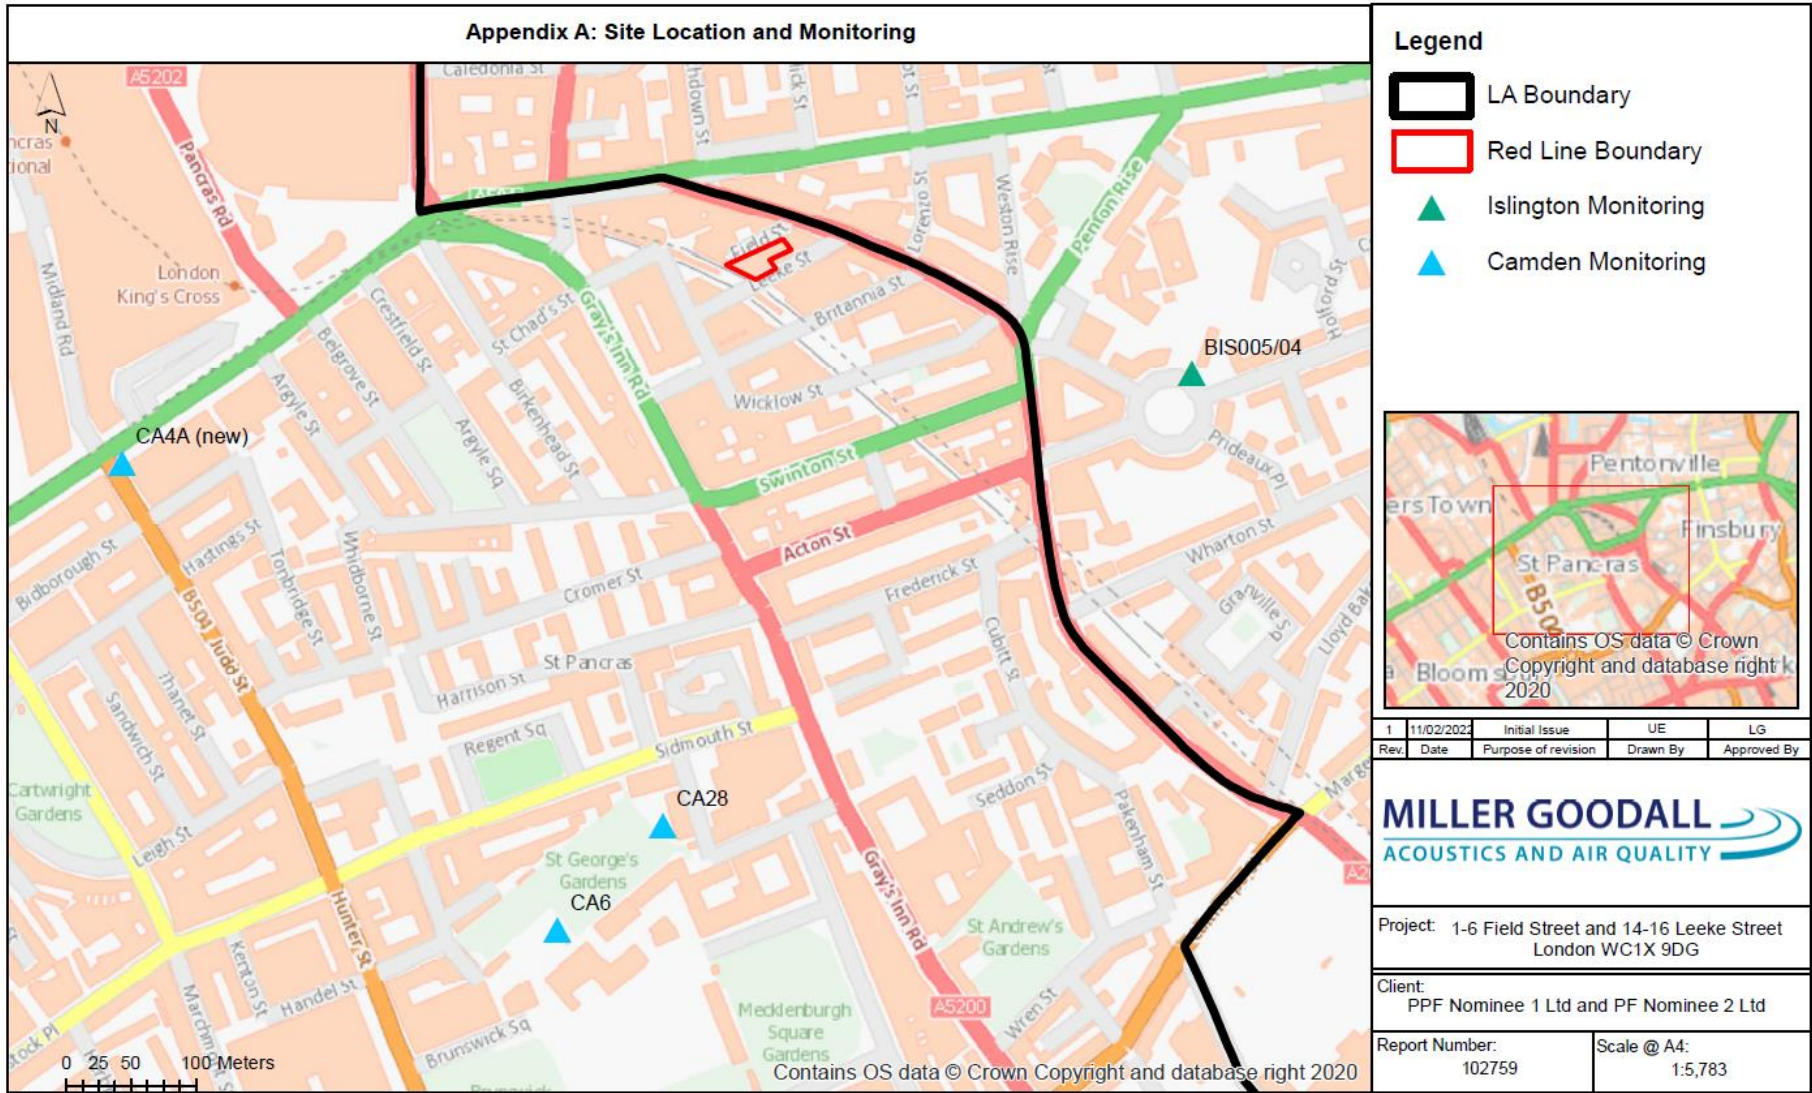 Appendix A: Site Location and Monitoring
Legend
LA Boundary
Red Line Boundary
Islington Monitoring
Camden Monitoring
N
A5202
Caledonia St
Pancras Rd
London
King's Cross
Midland Rd
Field St
Leeke St
Britannia St
Wicklow St
St Chad's St
Crestfield St
Belgrove St
Argyle St
Birkenhead St
Argyle Sq
Gray's Inn Rd
Weston Rise
Penton Rise
Holford St
BIS005/04
Prideaux Pl
CA4A (new)
Swinton St
Acton St
Wharton St
Frederick St
Cubitt St
Cromer St
Bidborough St
Hastings St
Tonbridge St
Whidborne St
B504 Judd St
St Pancras
Harrison St
Thanet St
Sandwich St
Regent Sq
Sidmouth St
Cartwright
Gardens
Leigh St
CA28
St George's
Gardens
CA6
Seddon St
Pakenham St
Gray's Inn Rd
Hunter St
St Andrew's
Gardens
Kenton St
Handel St
Brunswick Sq
Mecklenburgh
Square
Gardens
A5200
Wren St
0 25 50 100 Meters
Contains OS data © Crown Copyright and database right 2020
Pentonville
ers Town
Finsbury
St Pancras
Contains OS data © Crown
Copyright and database right
2020
1 11/02/2022 Initial Issue UE LG
Rev. Date Purpose of revision Drawn By Approved By
MILLER GOODALL
ACOUSTICS AND AIR QUALITY
Project: 1-6 Field Street and 14-16 Leeke Street
London WC1X 9DG
Client:
PPF Nominee 1 Ltd and PF Nominee 2 Ltd
Report Number:
102759
Scale @ A4:
1:5,783